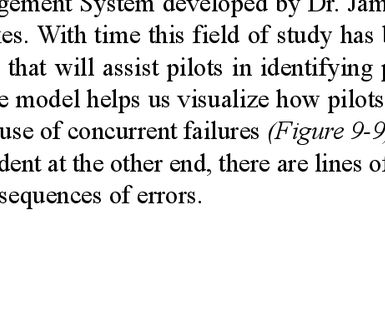 gement System developed by Dr. Jam
es. With time this field of study has b
that will assist pilots in identifying p
e model helps us visualize how pilots
use of concurrent failures (Figure 9-9
dent at the other end, there are lines of
sequences of errors.